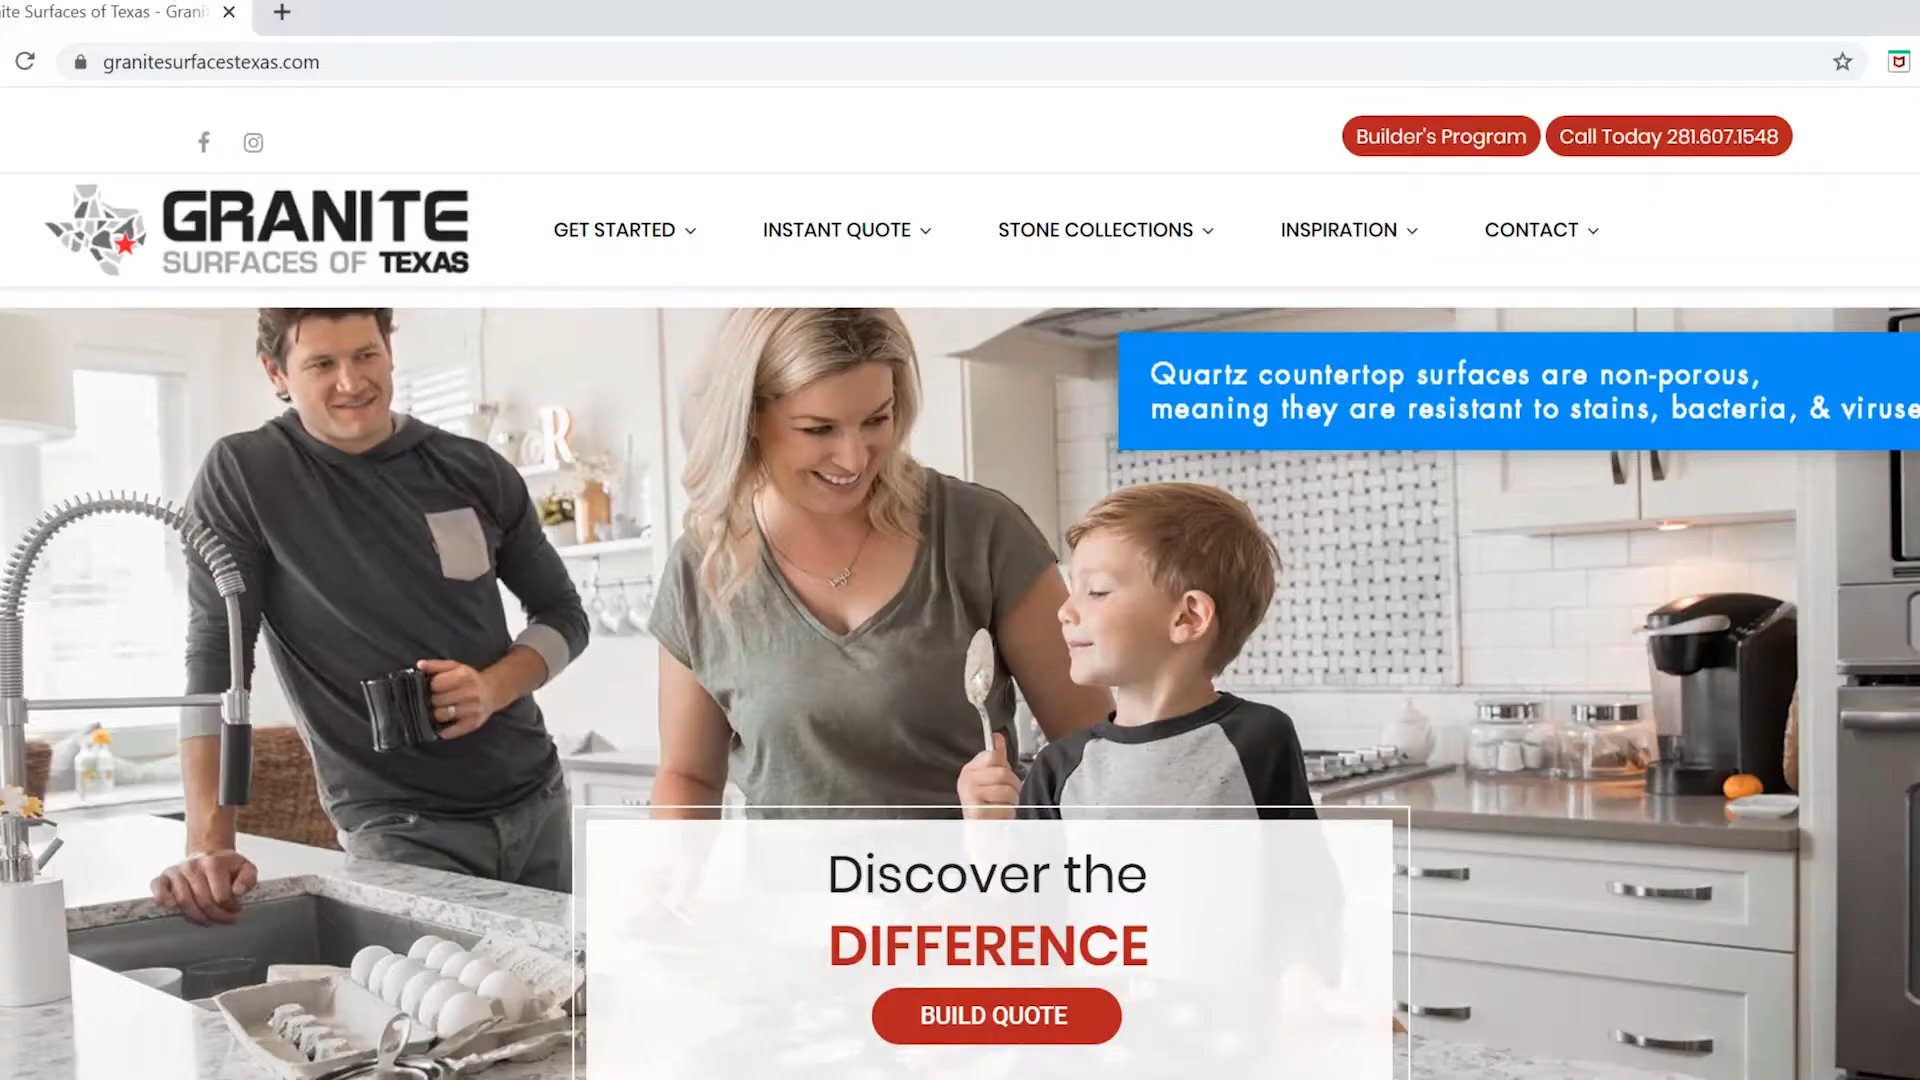 ite Surfaces of Texas - Grani
granitesurfacestexas.com
Builder's Program
Call Today 281.607.1548
GRANITE
SURFACES OF TEXAS
GET STARTED
INSTANT QUOTE
STONE COLLECTIONS
INSPIRATION
CONTACT
Quartz countertop surfaces are non-porous,
meaning they are resistant to stains, bacteria, & viruse
R
Discover the
DIFFERENCE
BUILD QUOTE